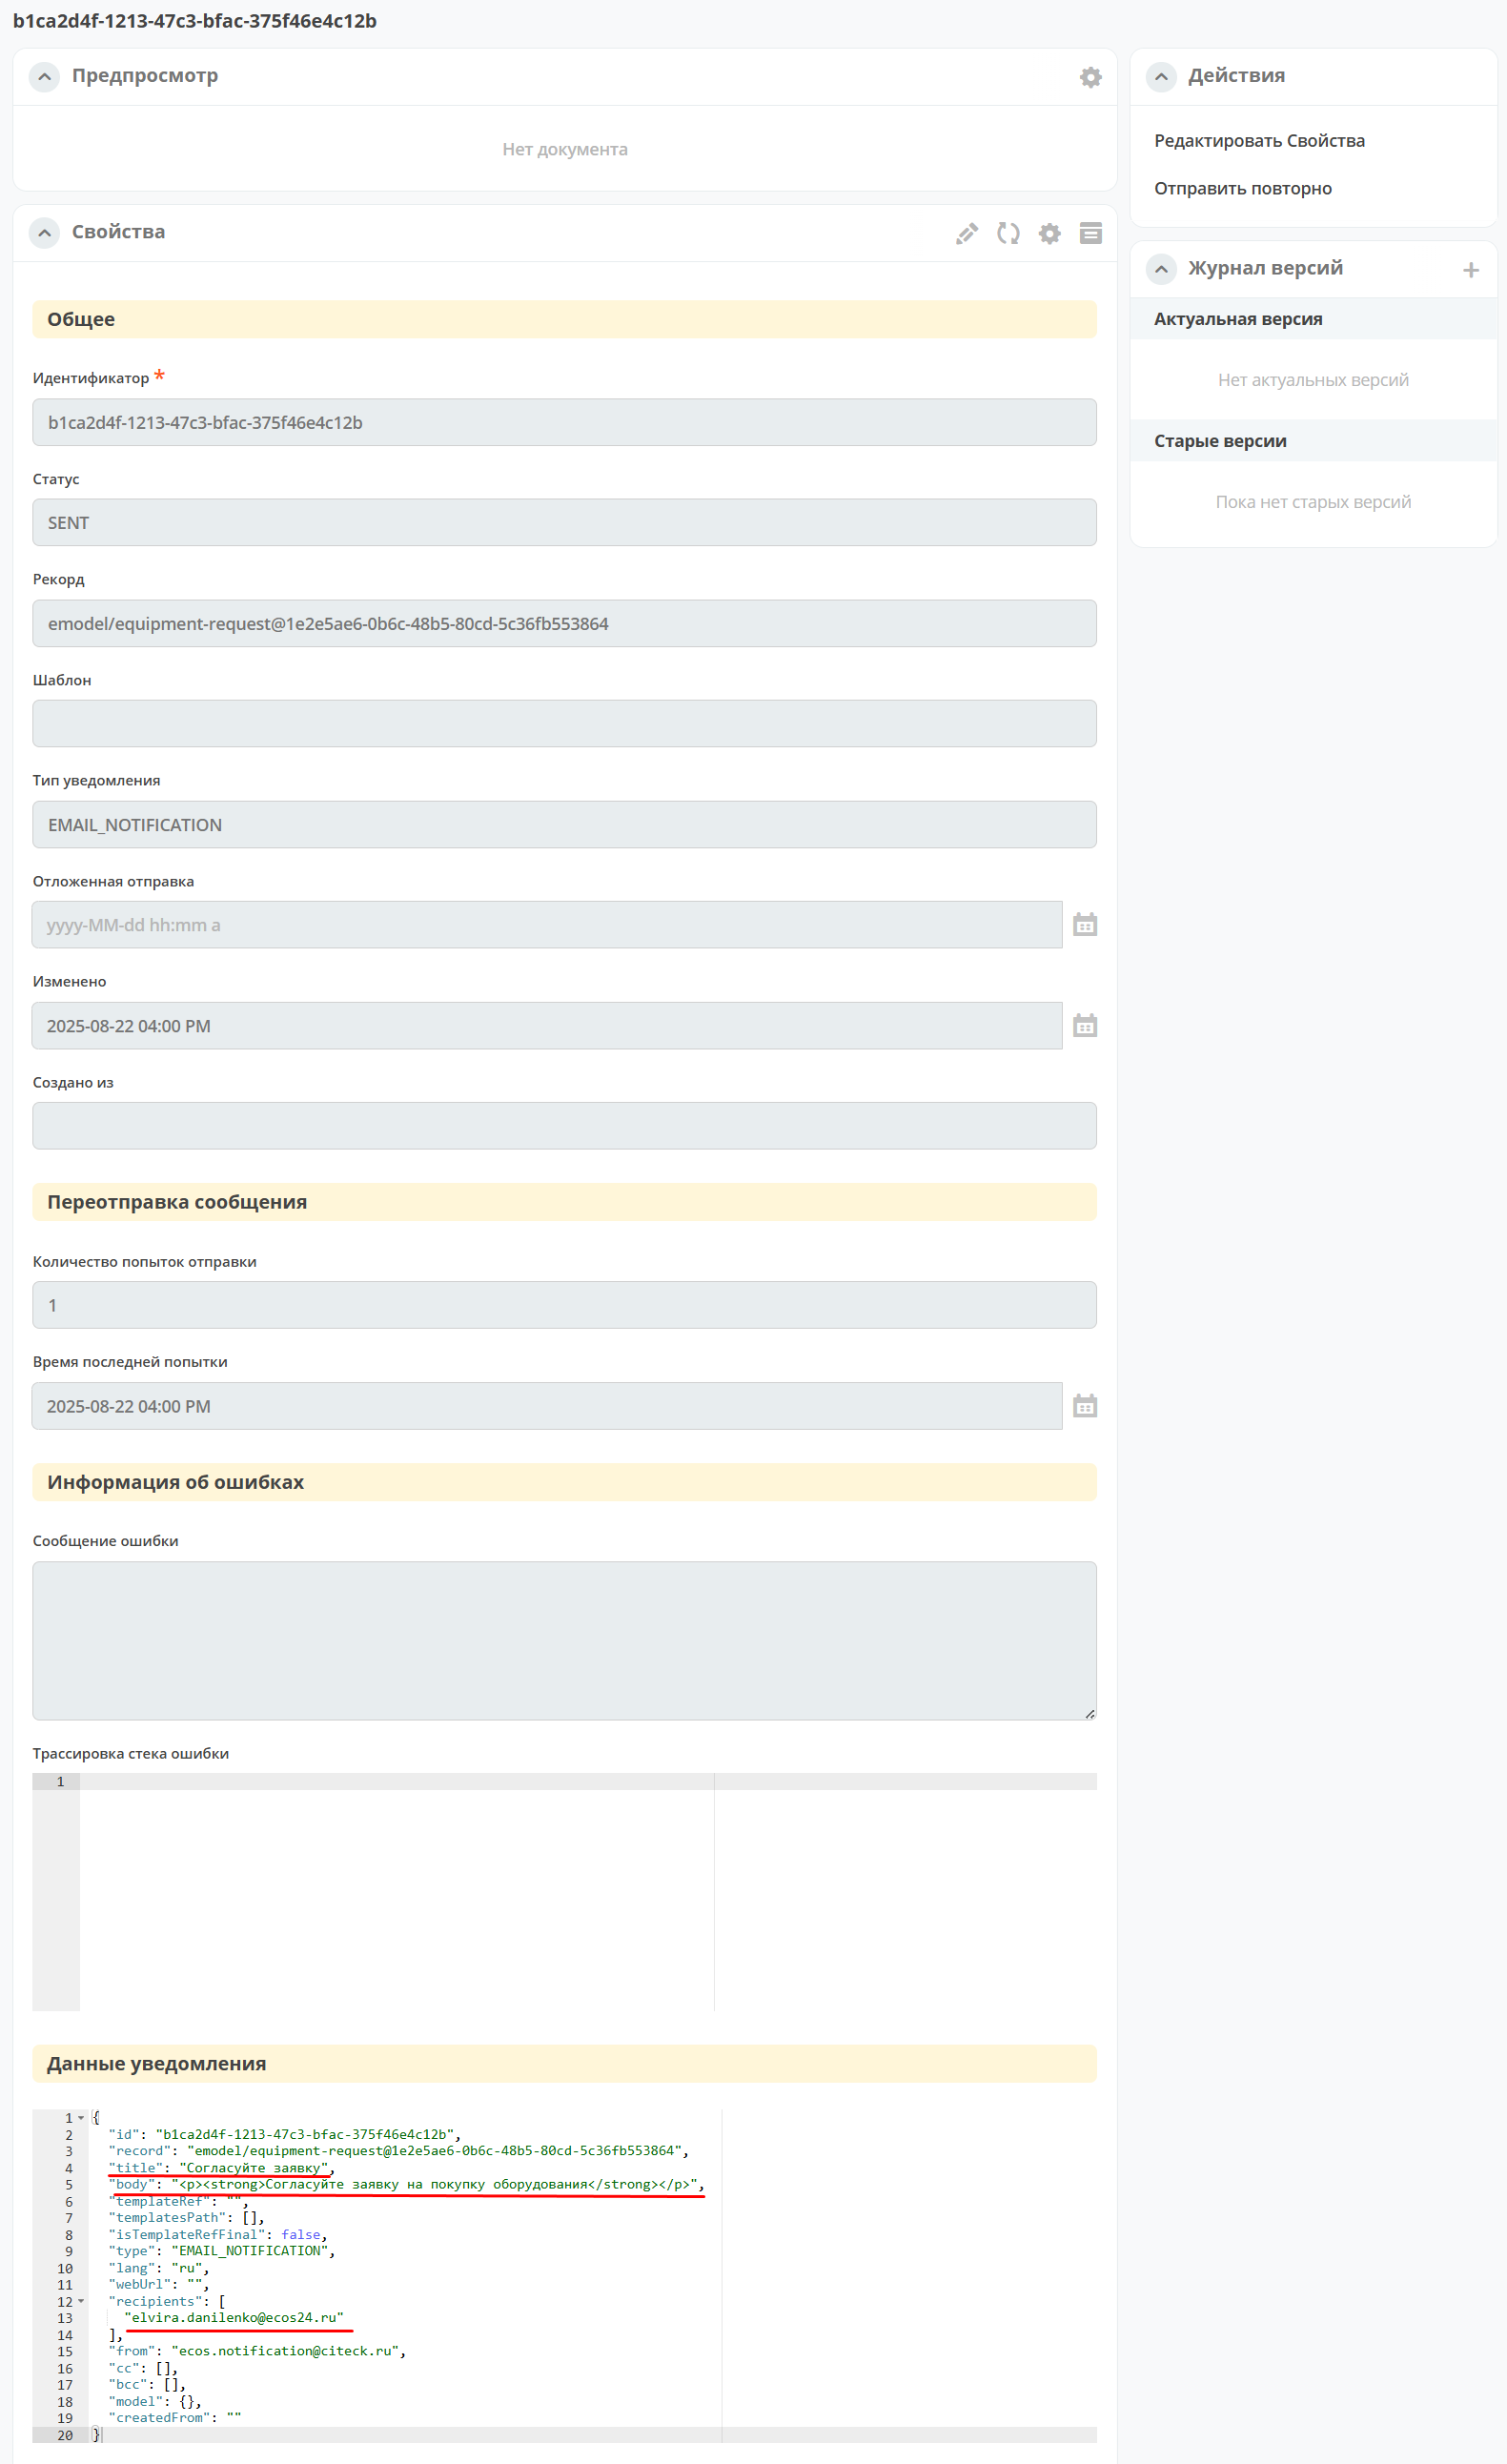 b1ca2d4f-1213-47c3-bfac-375f46e4c12b
Предпросмотр
Нет документа
Свойства
Общее
Идентификатор *
b1ca2d4f-1213-47c3-bfac-375f46e4c12b
Статус
SENT
Рекорд
emodel/equipment-request@1e2e5ae6-0b6c-48b5-80cd-5c36fb553864
Шаблон
Тип уведомления
EMAIL_NOTIFICATION
Отложенная отправка
yyyy-MM-dd hh:mm a
Изменено
2025-08-22 04:00 PM
Создано из
Переотправка сообщения
Количество попыток отправки
1
Время последней попытки
2025-08-22 04:00 PM
Информация об ошибках
Сообщение ошибки
Трассировка стека ошибки
1
Данные уведомления
1 {
2 "id": "b1ca2d4f-1213-47c3-bfac-375f46e4c12b",
3 "record": "emodel/equipment-request@1e2e5ae6-0b6c-48b5-80cd-5c36fb553864",
4 "title": "Согласуйте заявку",
5 "body": "<p><strong>Согласуйте заявку на покупку оборудования</strong></p>",
6 "templateRef": "",
7 "templatesPath": [],
8 "isTemplateRefFinal": false,
9 "type": "EMAIL_NOTIFICATION",
10 "lang": "ru",
11 "webUrl": "",
12 "recipients": [
13 "elvira.danilenko@ecos24.ru"
14 ],
15 "from": "ecos.notification@citeck.ru",
16 "cc": [],
17 "bcc": [],
18 "model": {},
19 "createdFrom": ""
20 }
Действия
Редактировать Свойства
Отправить повторно
Журнал версий
Актуальная версия
Нет актуальных версий
Старые версии
Пока нет старых версий